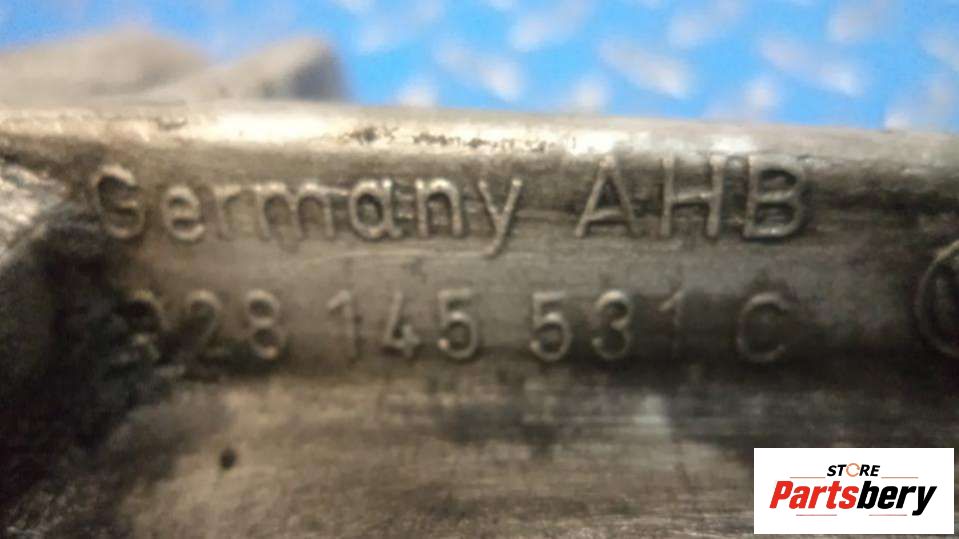 Germany AHB
028 145 531 C
STORE
Partsbery